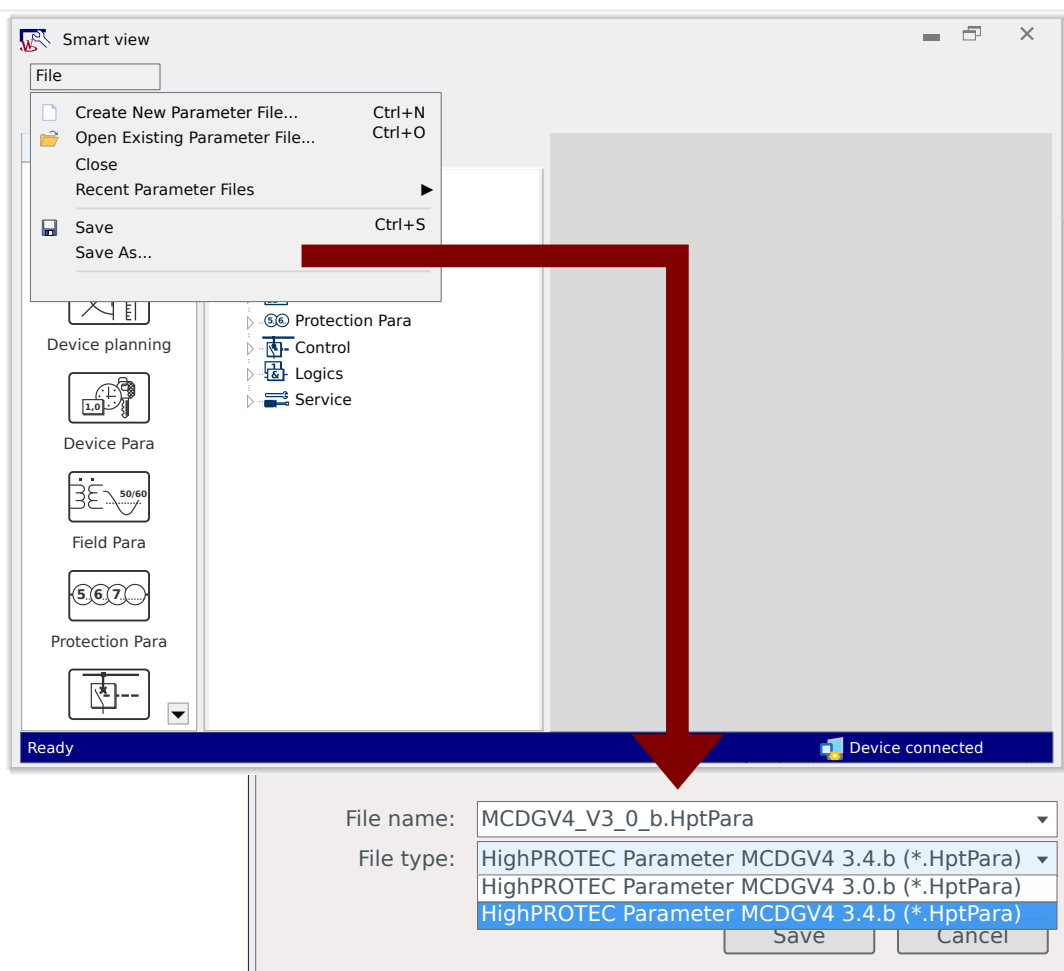 Smart view
File
Create New Parameter File... Ctrl+N
Open Existing Parameter File... Ctrl+O
Close
Recent Parameter Files
Save Ctrl+S
Save As...
Protection Para
Control
Logics
Service
Device planning
1,0
Device Para
50/60
Field Para
5.6.7.....
Protection Para
Ready Device connected
File name: MCDGV4_V3_0_b.HptPara
File type: HighPROTEC Parameter MCDGV4 3.4.b (*.HptPara)
HighPROTEC Parameter MCDGV4 3.0.b (*.HptPara)
HighPROTEC Parameter MCDGV4 3.4.b (*.HptPara)
Save Cancel